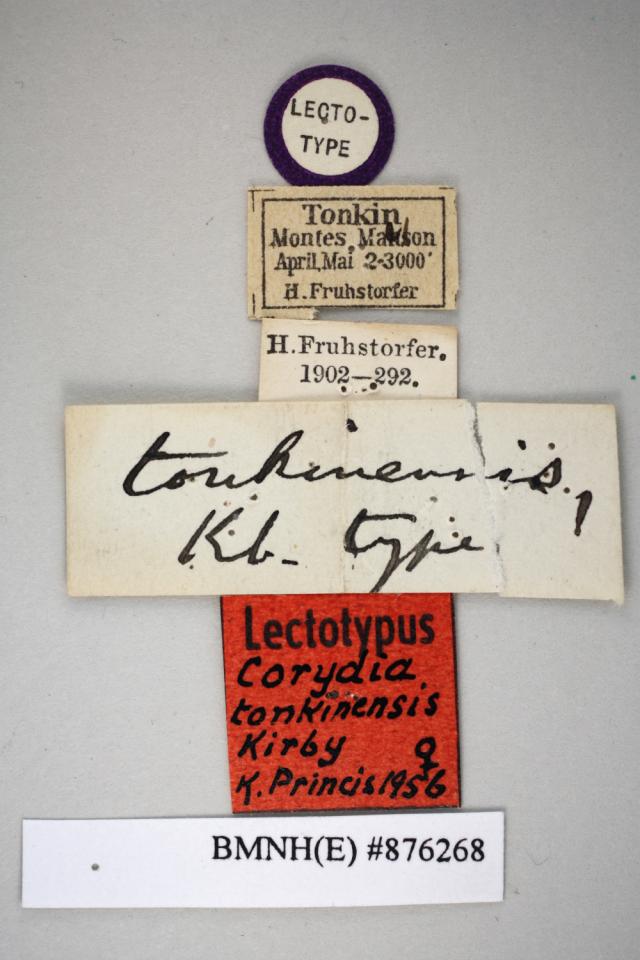 LECTO-
TYPE
Tonkin
Montes Mauson
April, Mai 2-3000'
H. Fruhstorfer
H. Fruhstorfer.
1902—292.
tonkinensis,
Kb. type
Lectotypus
Corydia
tonkinensis
Kirby ♀
K. Princis 1956
BMNH(E) #876268